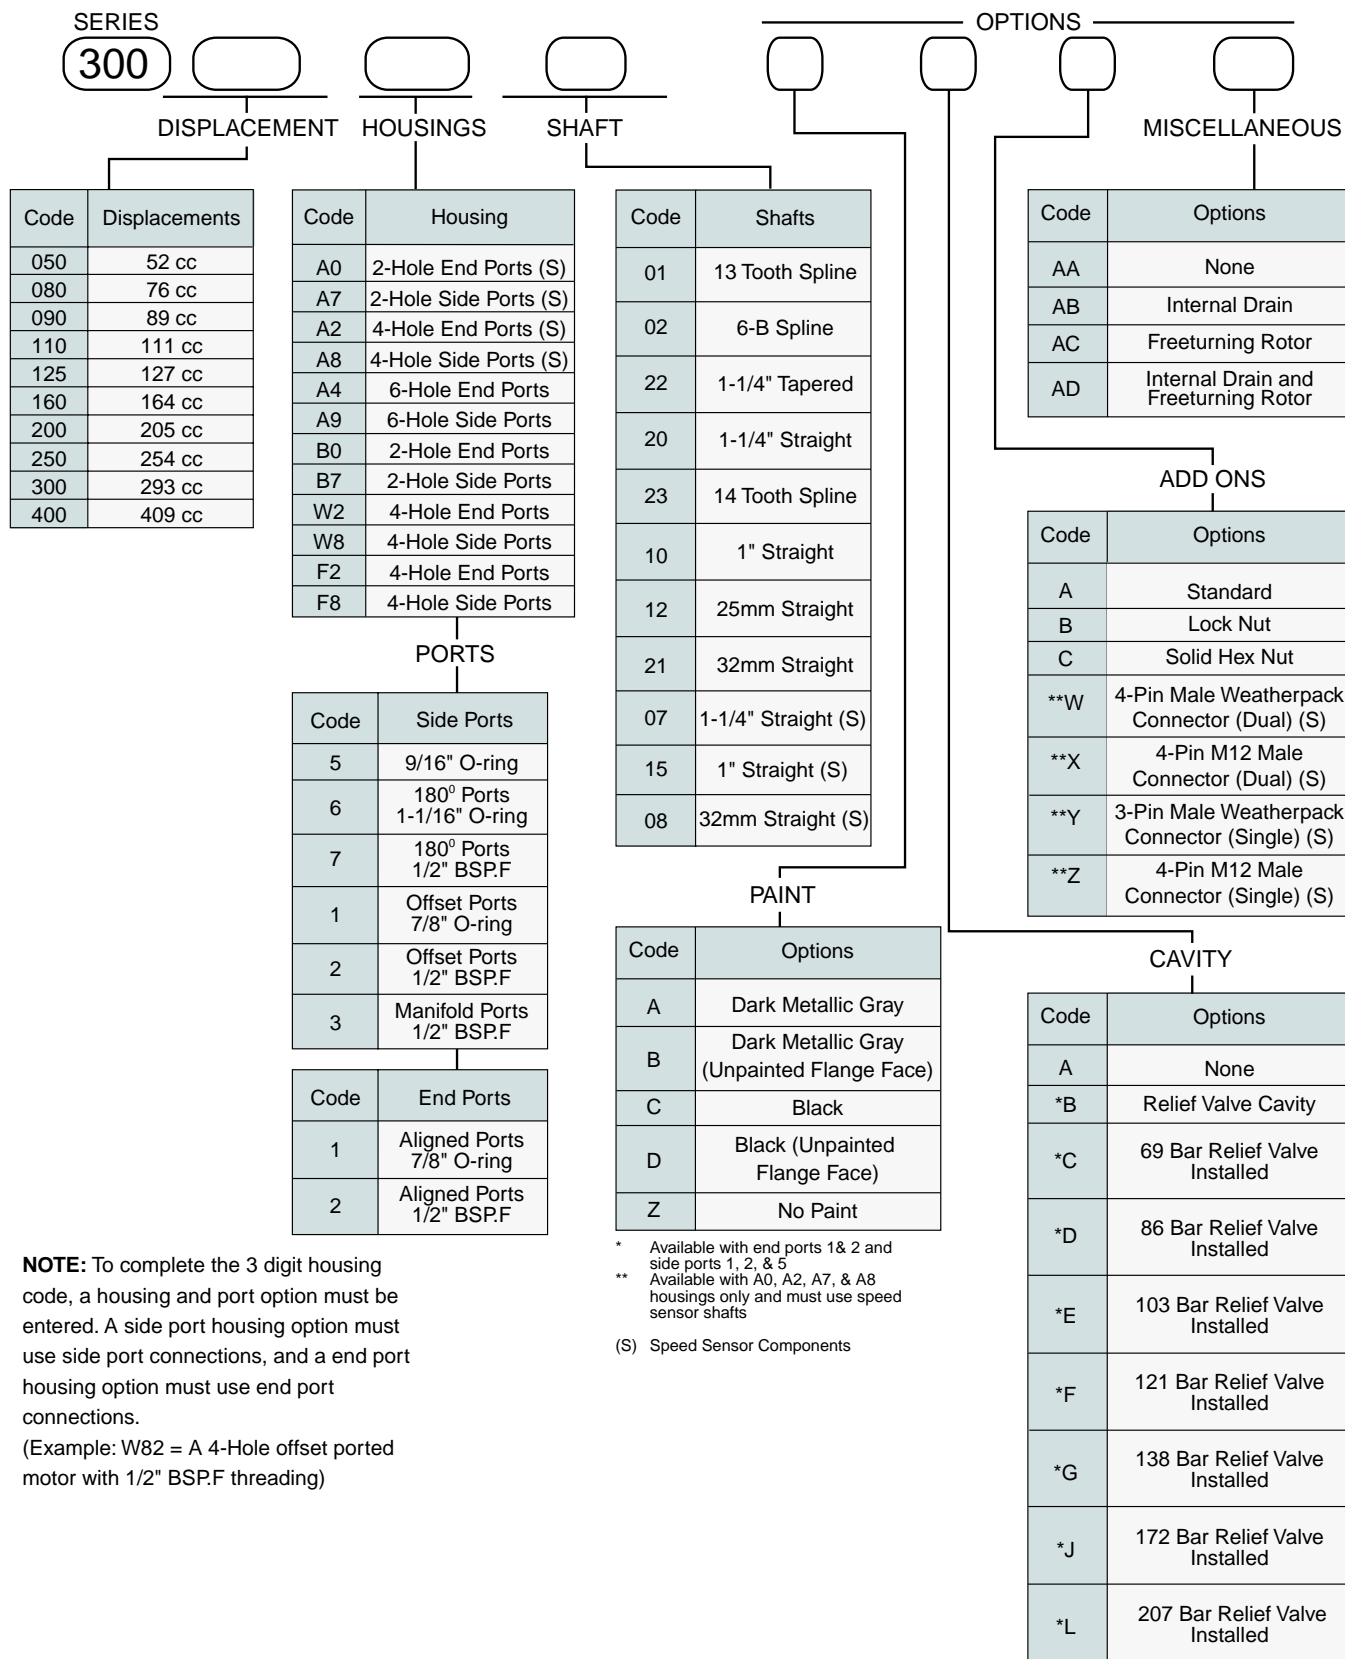 SERIES
OPTIONS
300
DISPLACEMENT
HOUSINGS
SHAFT
MISCELLANEOUS
Code Displacements
050 52 cc
080 76 cc
090 89 cc
110 111 cc
125 127 cc
160 164 cc
200 205 cc
250 254 cc
300 293 cc
400 409 cc
Code Housing
A0 2-Hole End Ports (S)
A7 2-Hole Side Ports (S)
A2 4-Hole End Ports (S)
A8 4-Hole Side Ports (S)
A4 6-Hole End Ports
A9 6-Hole Side Ports
B0 2-Hole End Ports
B7 2-Hole Side Ports
W2 4-Hole End Ports
W8 4-Hole Side Ports
F2 4-Hole End Ports
F8 4-Hole Side Ports
PORTS
Code Side Ports
5 9/16" O-ring
6 180⁰ Ports
1-1/16" O-ring
7 180⁰ Ports
1/2" BSP.F
1 Offset Ports
7/8" O-ring
2 Offset Ports
1/2" BSP.F
3 Manifold Ports
1/2" BSP.F
Code End Ports
1 Aligned Ports
7/8" O-ring
2 Aligned Ports
1/2" BSP.F
NOTE: To complete the 3 digit housing
code, a housing and port option must be
entered. A side port housing option must
use side port connections, and a end port
housing option must use end port
connections.
(Example: W82 = A 4-Hole offset ported
motor with 1/2" BSP.F threading)
Code Shafts
01 13 Tooth Spline
02 6-B Spline
22 1-1/4" Tapered
20 1-1/4" Straight
23 14 Tooth Spline
10 1" Straight
12 25mm Straight
21 32mm Straight
07 1-1/4" Straight (S)
15 1" Straight (S)
08 32mm Straight (S)
PAINT
Code Options
A Dark Metallic Gray
B Dark Metallic Gray
(Unpainted Flange Face)
C Black
D Black (Unpainted
Flange Face)
Z No Paint
* Available with end ports 1& 2 and
side ports 1, 2, & 5
** Available with A0, A2, A7, & A8
housings only and must use speed
sensor shafts
(S) Speed Sensor Components
Code Options
AA None
AB Internal Drain
AC Freeturning Rotor
AD Internal Drain and
Freeturning Rotor
ADD ONS
Code Options
A Standard
B Lock Nut
C Solid Hex Nut
**W 4-Pin Male Weatherpack
Connector (Dual) (S)
**X 4-Pin M12 Male
Connector (Dual) (S)
**Y 3-Pin Male Weatherpack
Connector (Single) (S)
**Z 4-Pin M12 Male
Connector (Single) (S)
CAVITY
Code Options
A None
*B Relief Valve Cavity
*C 69 Bar Relief Valve
Installed
*D 86 Bar Relief Valve
Installed
*E 103 Bar Relief Valve
Installed
*F 121 Bar Relief Valve
Installed
*G 138 Bar Relief Valve
Installed
*J 172 Bar Relief Valve
Installed
*L 207 Bar Relief Valve
Installed